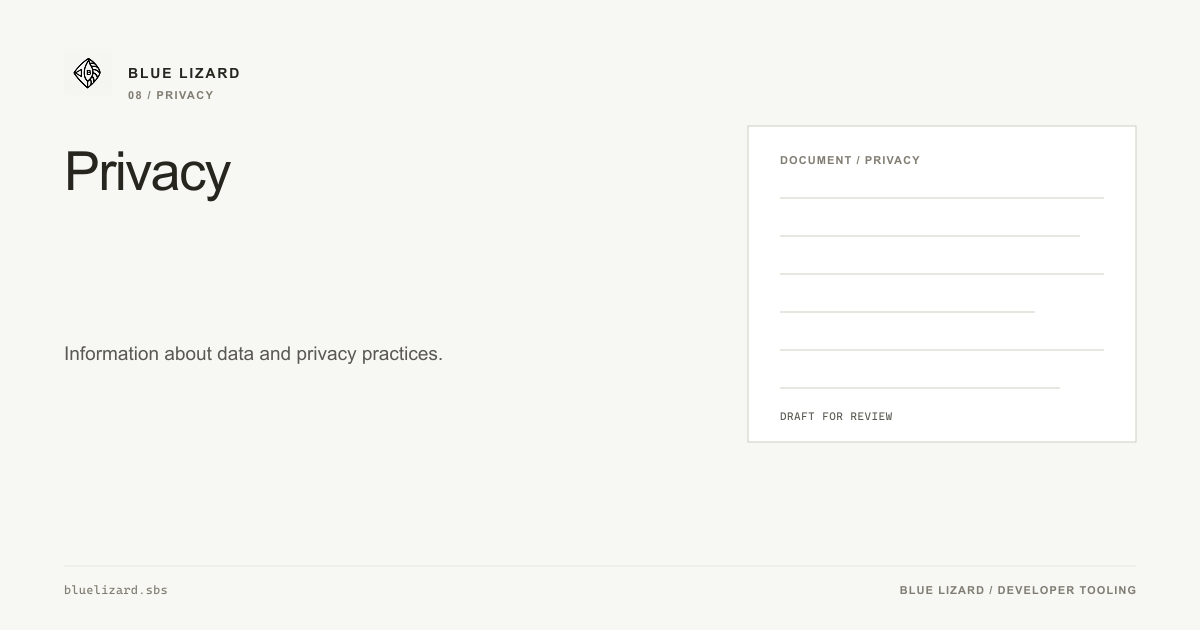 BLUE LIZARD
08 / PRIVACY
Privacy
Information about data and privacy practices.
DOCUMENT / PRIVACY
DRAFT FOR REVIEW
bluelizard.sbs
BLUE LIZARD / DEVELOPER TOOLING